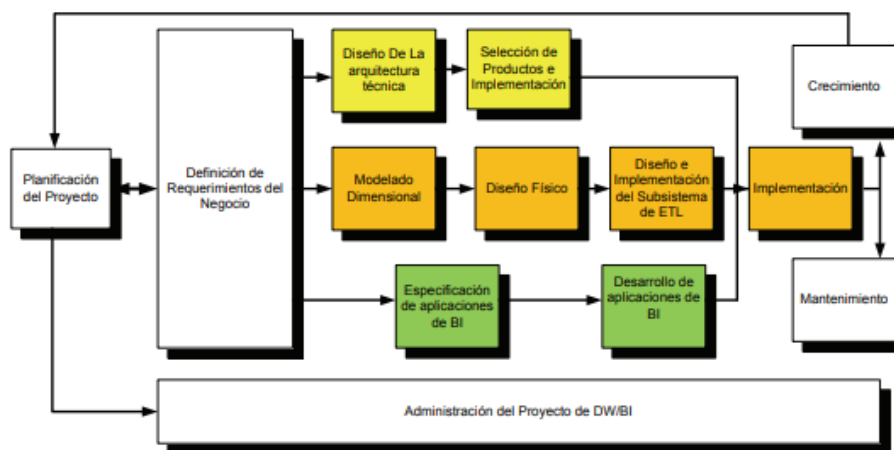 Diseño De La
arquitectura
técnica
Selección de
Productos e
Implementación
Crecimiento
Planificación
del Proyecto
Definición de
Requerimientos del
Negocio
Modelado
Dimensional
Diseño Físico
Diseño e
Implementación
del Subsistema
de ETL
Implementación
Especificación
de aplicaciones
de BI
Desarrollo de
aplicaciones de
BI
Mantenimiento
Administración del Proyecto de DW/BI